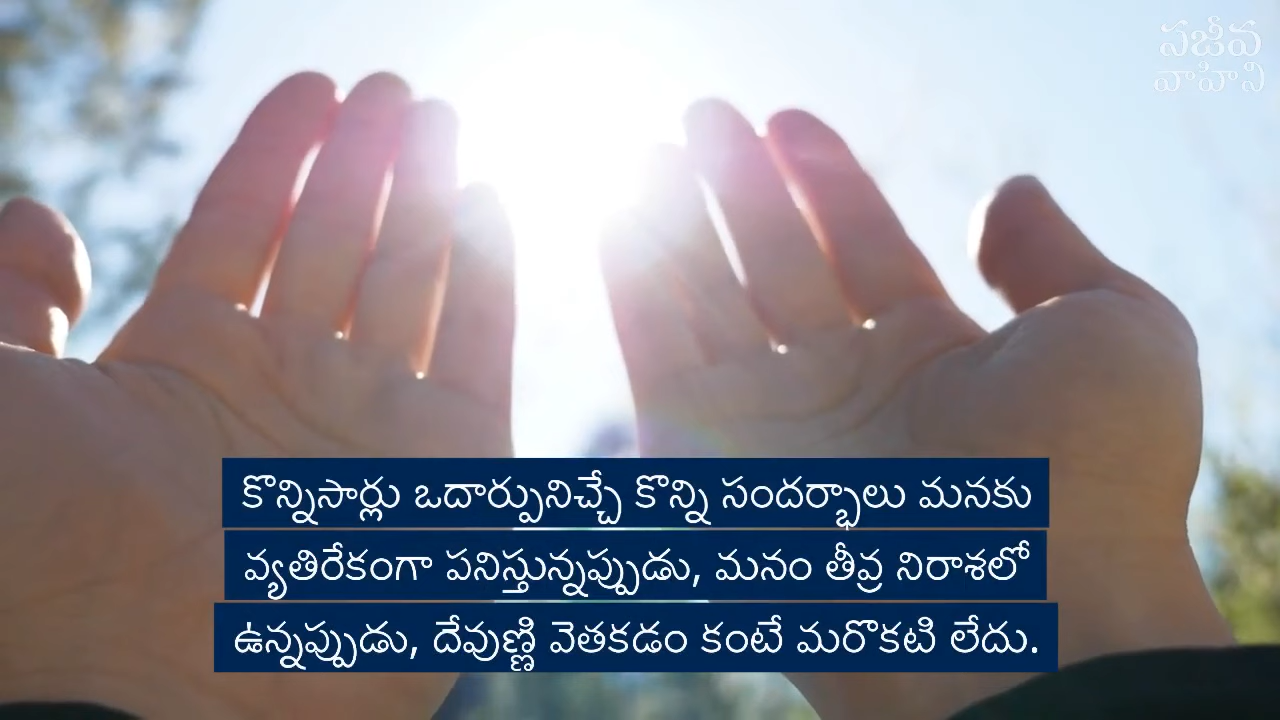 సజీవ
వాహిని
కొన్నిసార్లు ఒదార్పునిచ్చే కొన్ని సందర్భాలు మనకు
వ్యతిరేకంగా పనిస్తున్నప్పుడు, మనం తీవ్ర నిరాశలో
ఉన్నప్పుడు, దేవుణ్ణి వెతకడం కంటే మరొకటి లేదు.